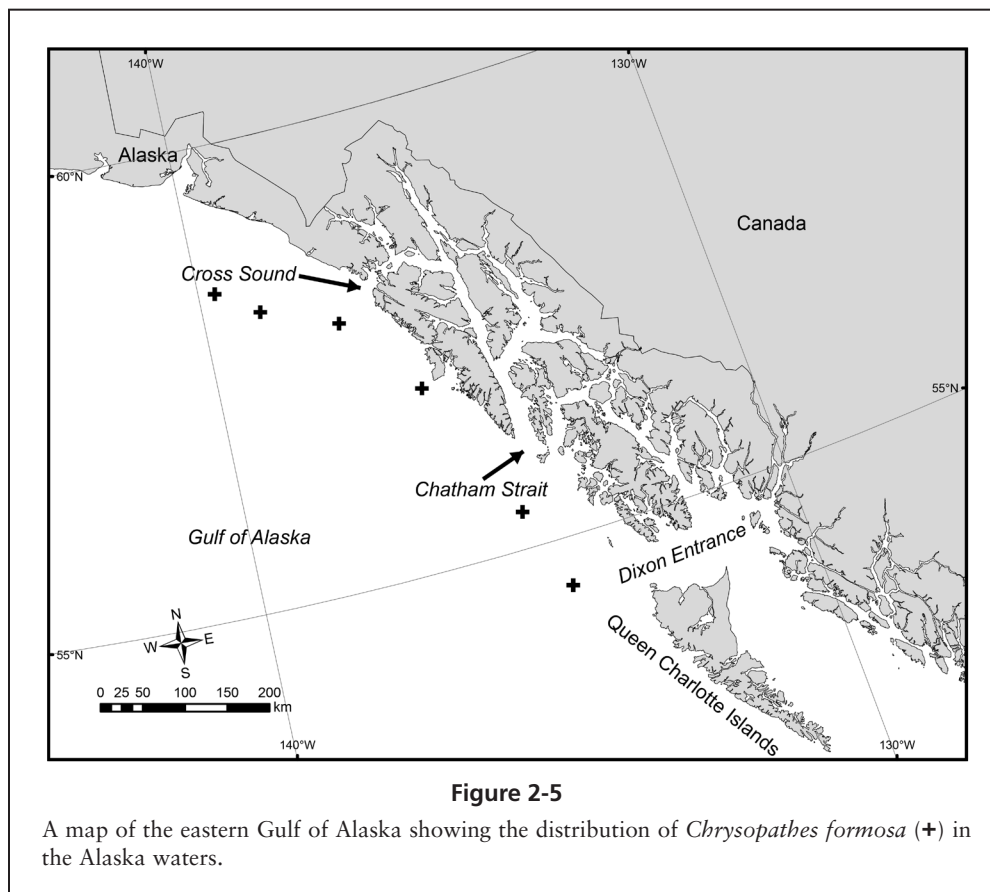 140°W
130°W
Alaska
60°N
Canada
Cross Sound
55°N
Chatham Strait
Gulf of Alaska
Dixon Entrance
N
W E
S
55°N
Queen Charlotte Islands
0 25 50 100 150 200
km
140°W
130°W
Figure 2-5
A map of the eastern Gulf of Alaska showing the distribution of Chrysopathes formosa (+) in
the Alaska waters.